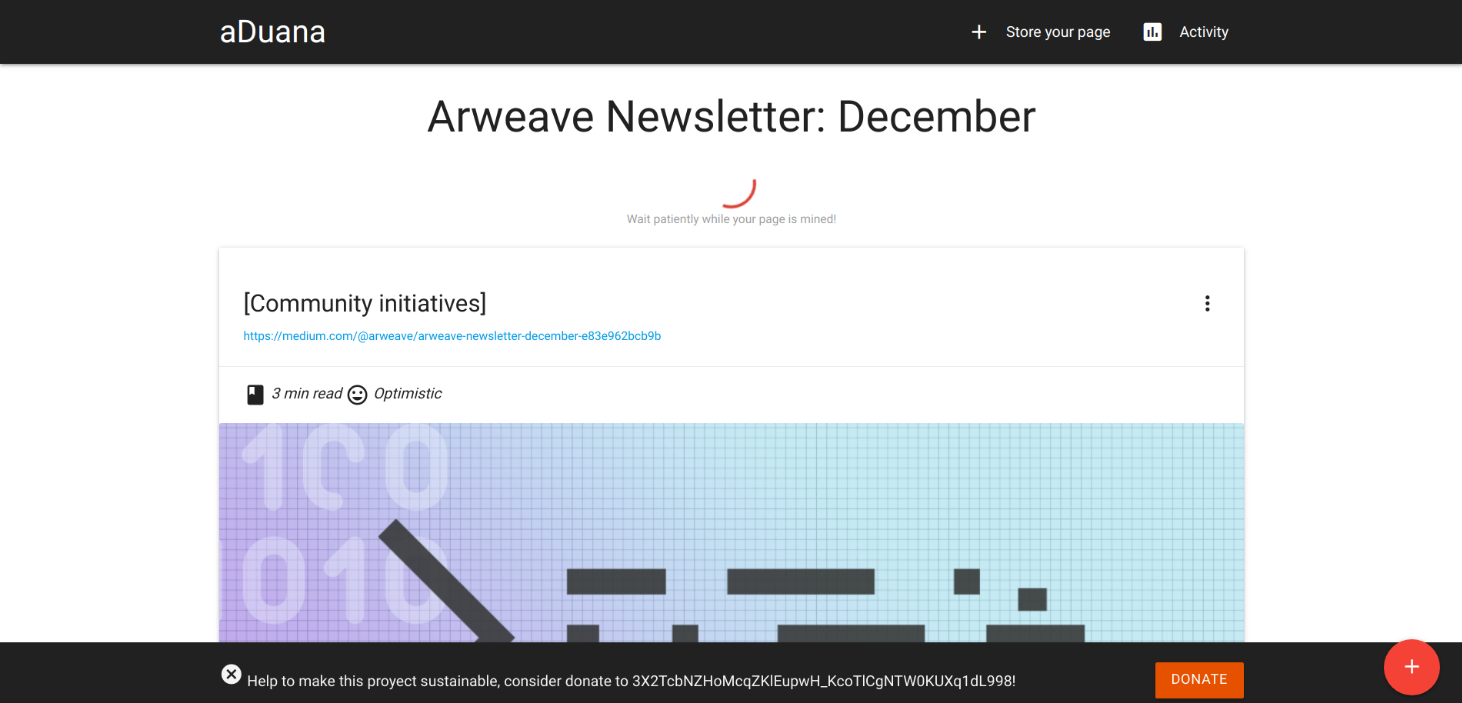 aDuana
Store your page
Activity
Arweave Newsletter: December
Wait patiently while your page is mined!
[Community initiatives]
https://medium.com/@arweave/arweave-newsletter-december-e83e962bcb9b
3 min read Optimistic
100
010
Help to make this proyect sustainable, consider donate to 3X2TcbNZHoMcqZKlEupwH_KcoTlCgNTW0KUXq1dL998!
DONATE